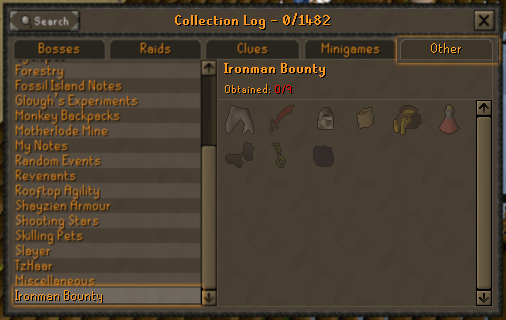 Search
Collection Log - 0/1482
Bosses
Raids
Clues
Minigames
Other
Forestry
Fossil Island Notes
Glough's Experiments
Monkey Backpacks
Motherlode Mine
My Notes
Random Events
Revenants
Rooftop Agility
Shayzien Armour
Shooting Stars
Skilling Pets
Slayer
TzHaar
Miscellaneous
Ironman Bounty
Ironman Bounty
Obtained: 0/9